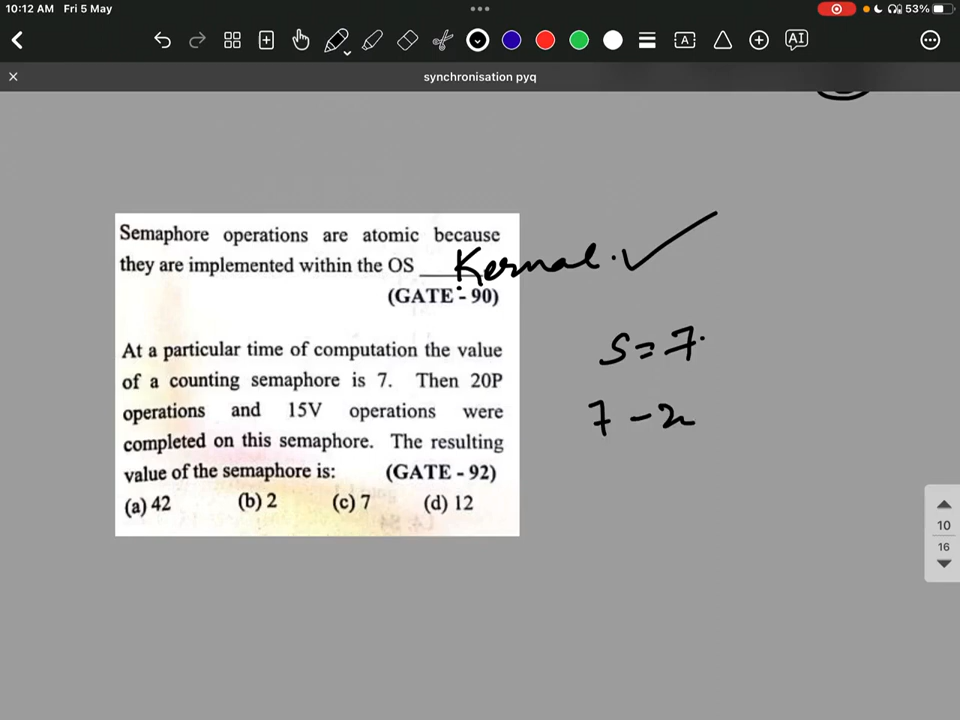 10:12 AM Fri 5 May
53%
A
AI
synchronisation pyq
Semaphore operations are atomic because
they are implemented within the OS ____ Kernal.
(GATE - 90)
S=7
At a particular time of computation the value
of a counting semaphore is 7. Then 20P
operations and 15V operations were
completed on this semaphore. The resulting
value of the semaphore is: (GATE - 92)
(a) 42 (b) 2 (c) 7 (d) 12
7 - 2
10
16